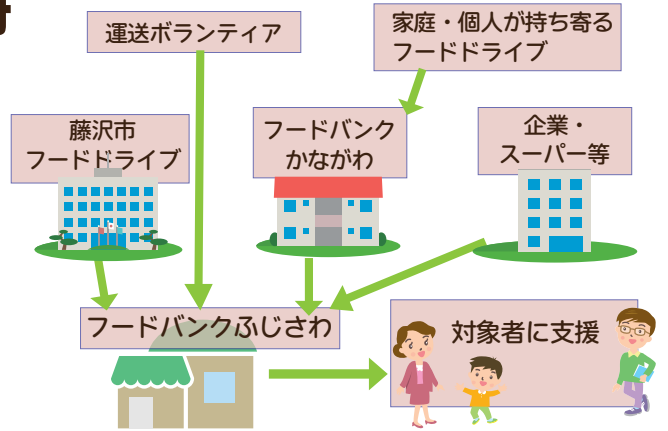 運送ボランティア
家庭・個人が持ち寄る
フードドライブ
藤沢市
フードドライブ
フードバンク
かながわ
企業・
スーパー等
フードバンクふじさわ
対象者に支援